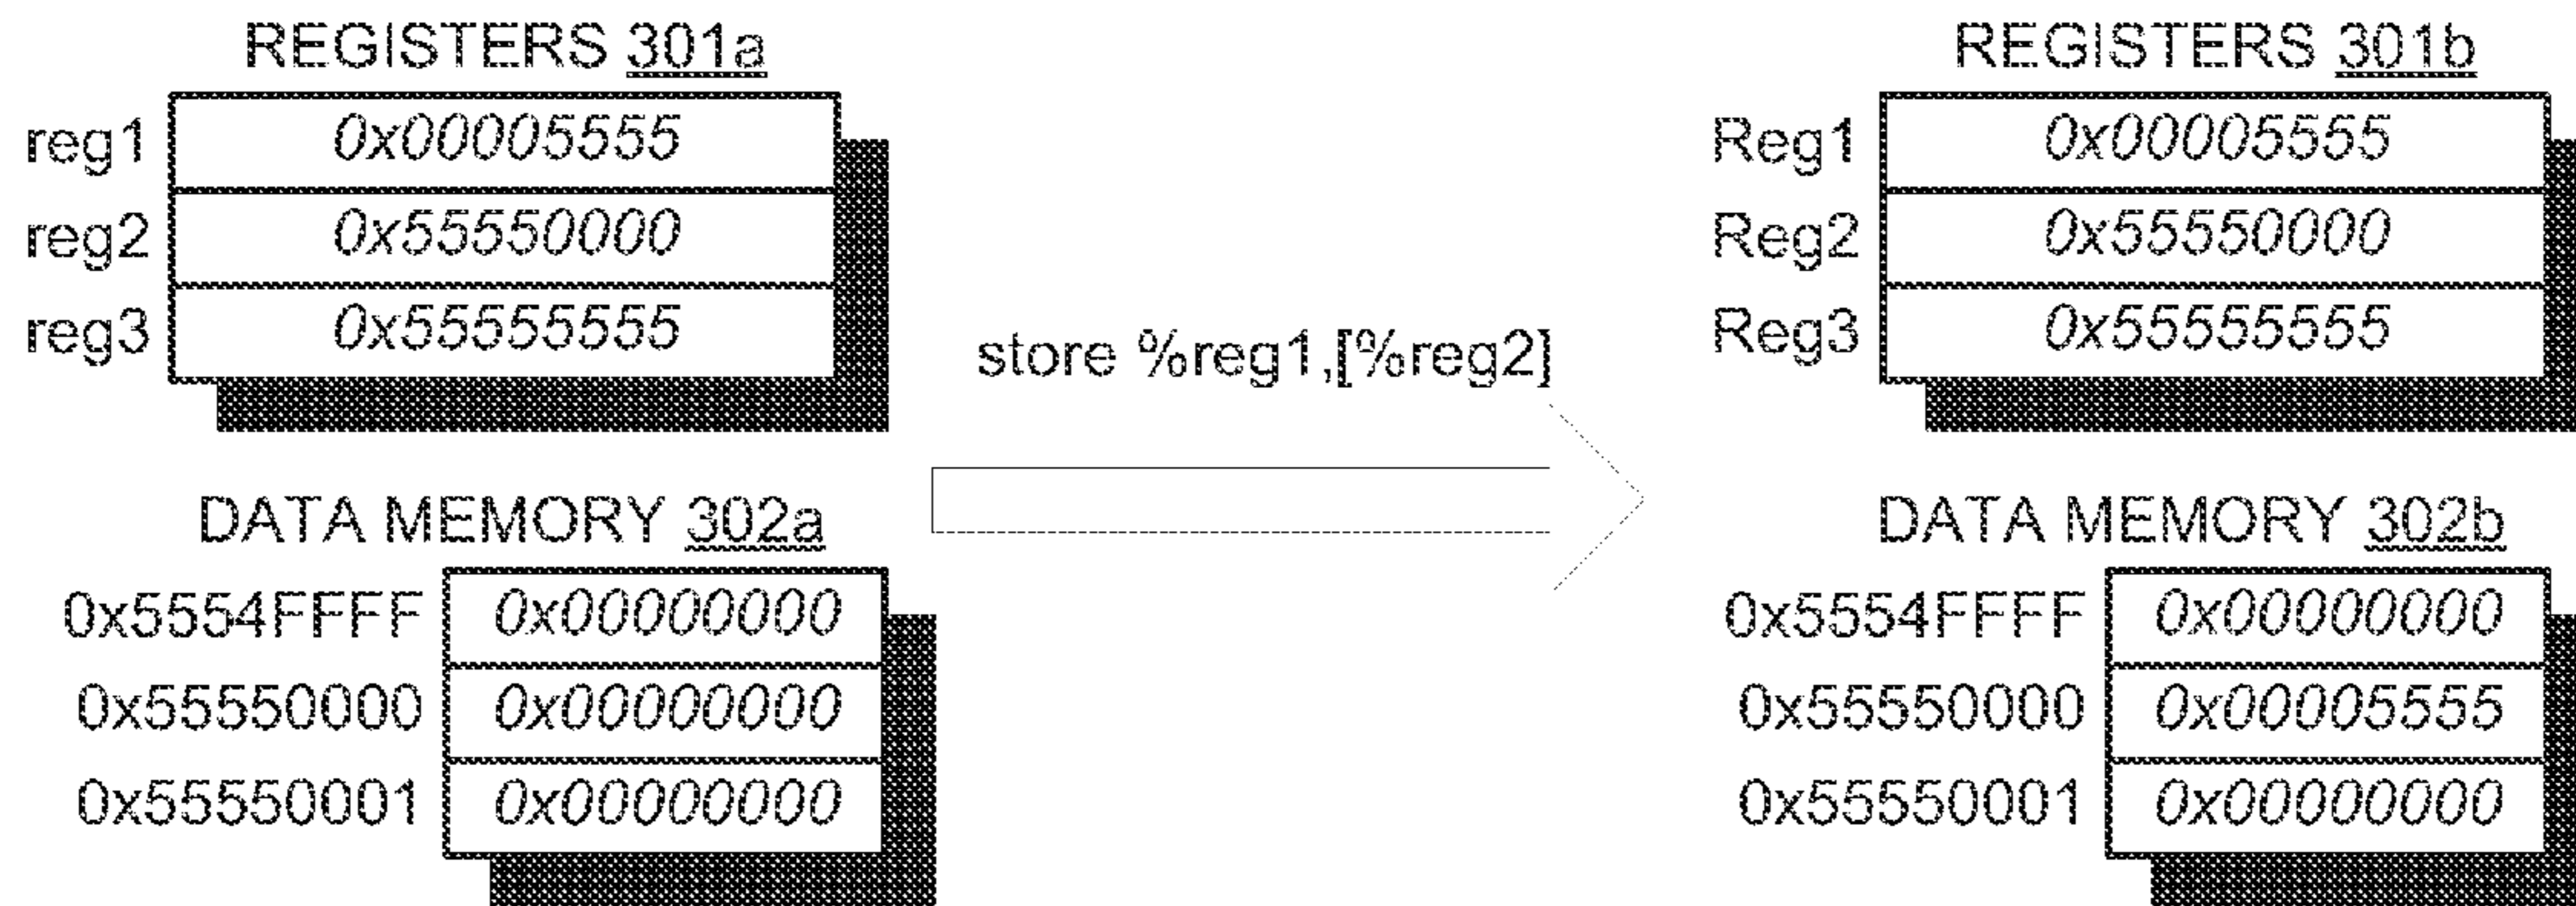 REGISTERS 301a
reg1 0x00005555
reg2 0x55550000
reg3 0x55555555
DATA MEMORY 302a
0x5554FFFF 0x00000000
0x55550000 0x00000000
0x55550001 0x00000000
store %reg1,[%reg2]
REGISTERS 301b
Reg1 0x00005555
Reg2 0x55550000
Reg3 0x55555555
DATA MEMORY 302b
0x5554FFFF 0x00000000
0x55550000 0x00005555
0x55550001 0x00000000